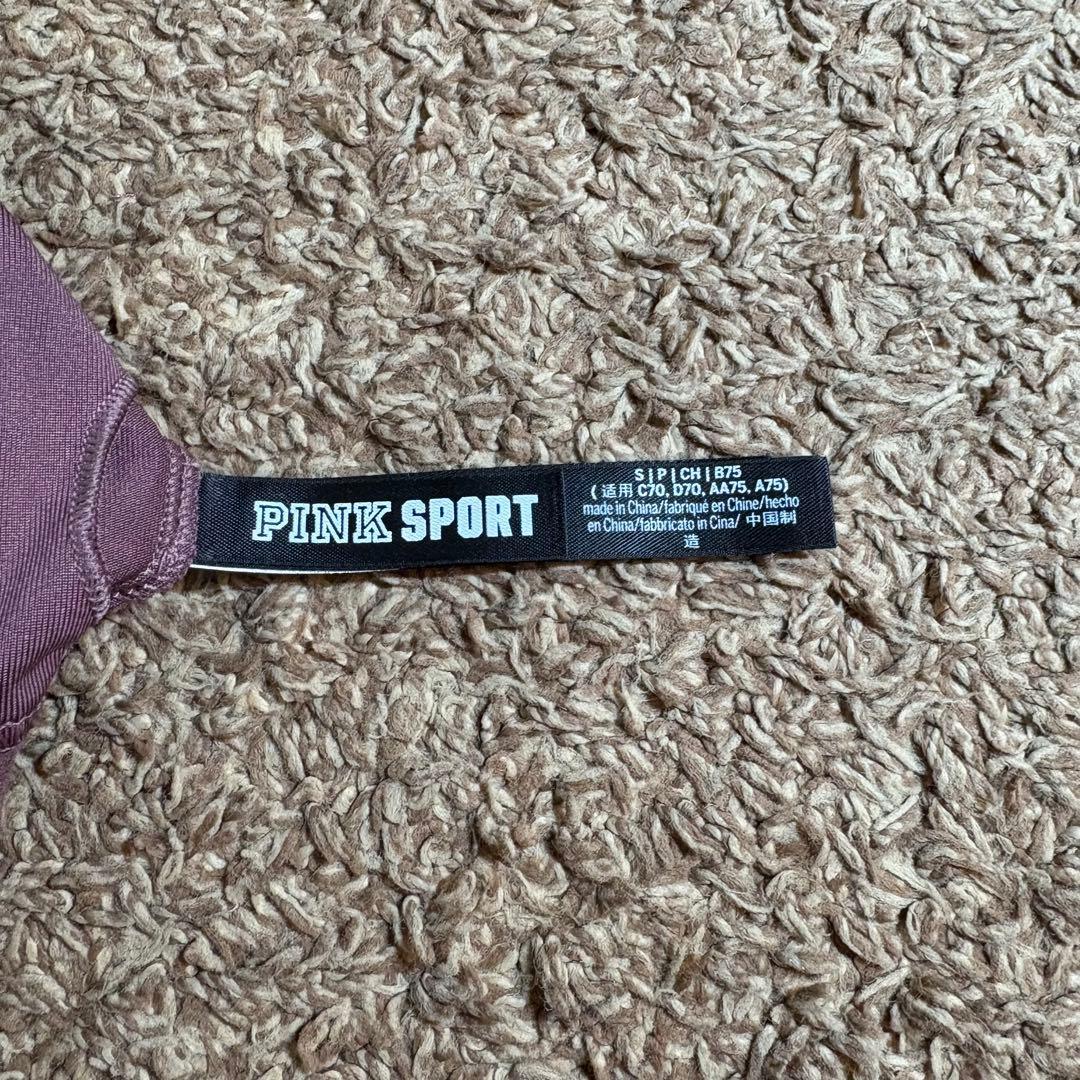 PINK SPORT
S | P | CH | B75
( 适用 C70, D70, AA75, A75)
made in China/fabriqué en Chine/hecho
en China/fabbricato in Cina/ 中国制
造